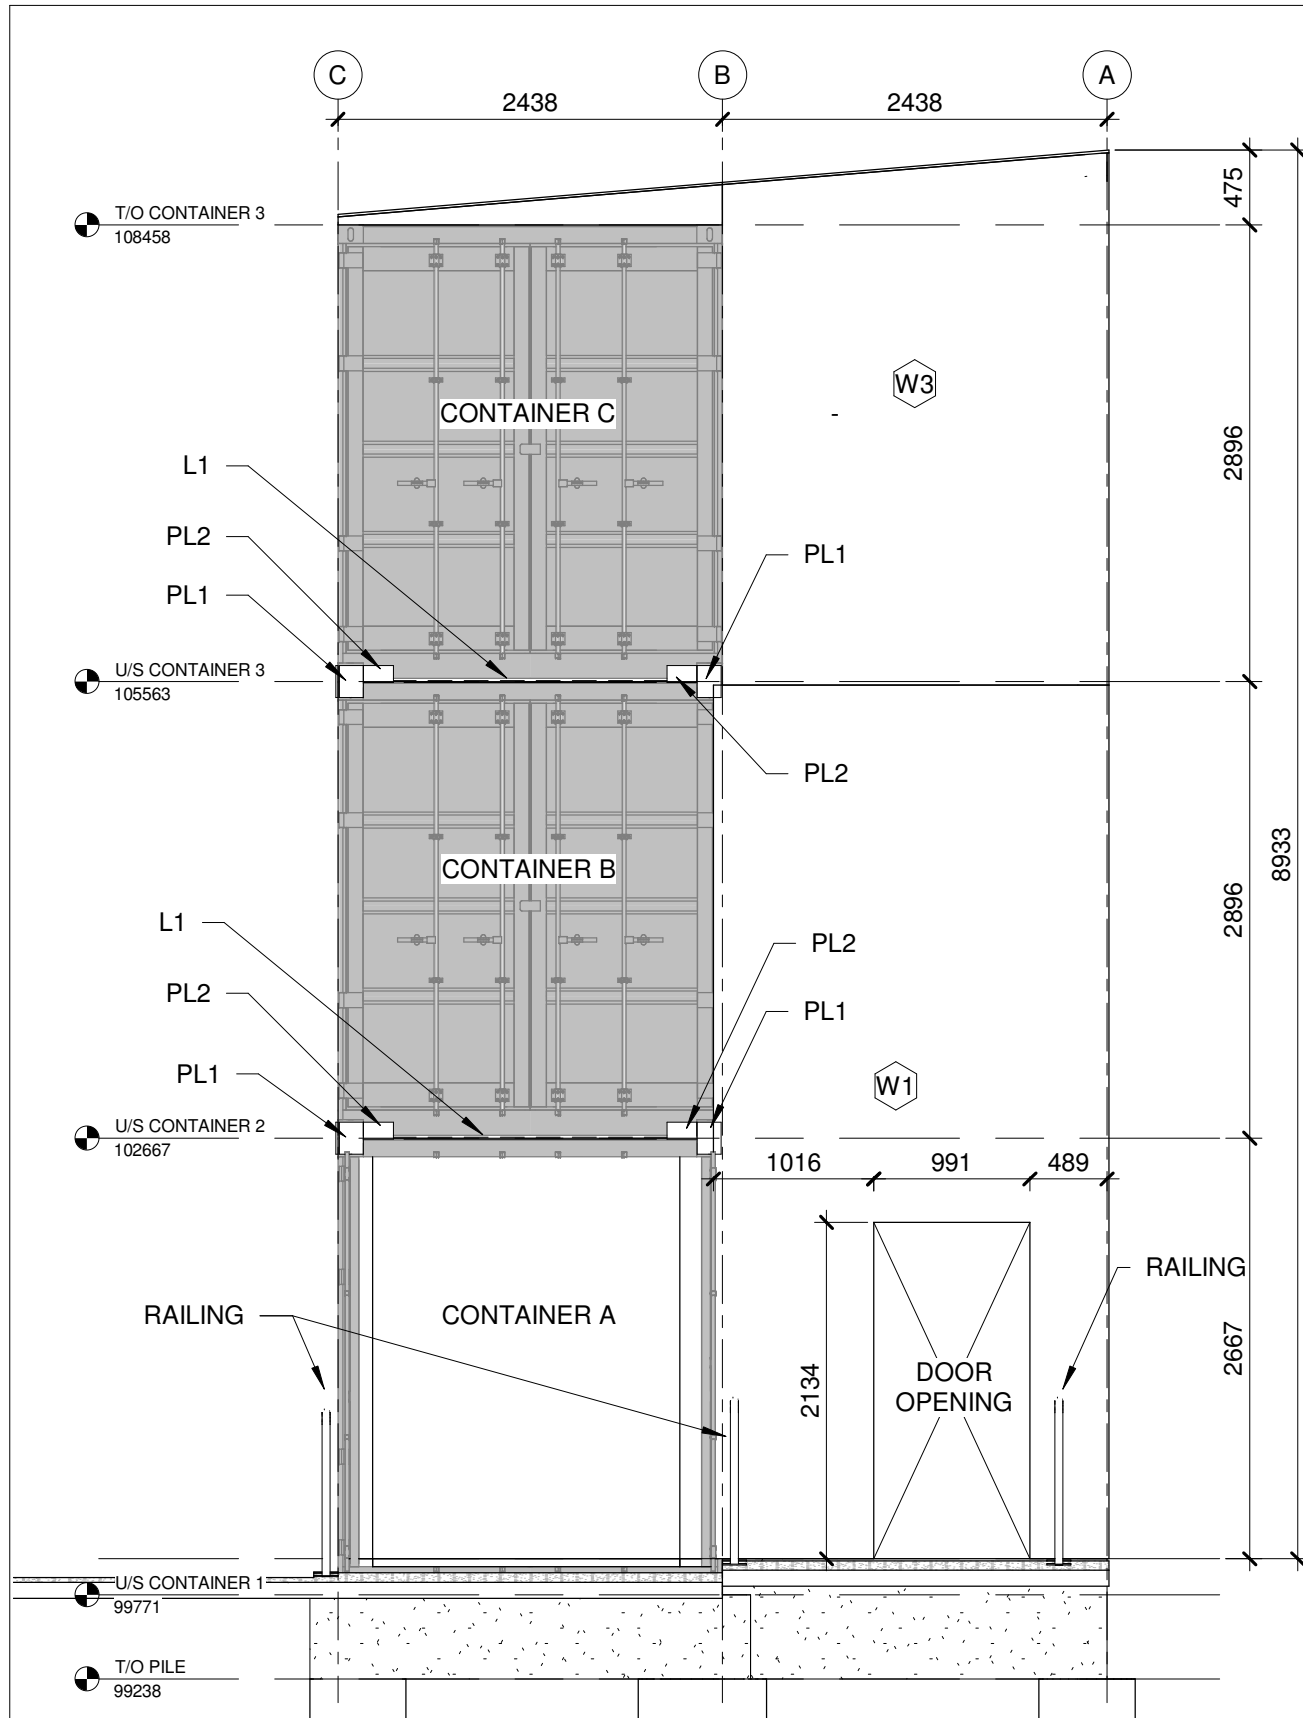 C
B
A
2438
2438
475
T/O CONTAINER 3
108458
W3
CONTAINER C
2896
L1
PL2
PL1
PL1
U/S CONTAINER 3
105563
PL2
8933
CONTAINER B
2896
L1
PL2
PL2
PL1
PL1
W1
U/S CONTAINER 2
102667
1016
991
489
RAILING
RAILING
CONTAINER A
2667
2134
DOOR
OPENING
U/S CONTAINER 1
99771
T/O PILE
99238